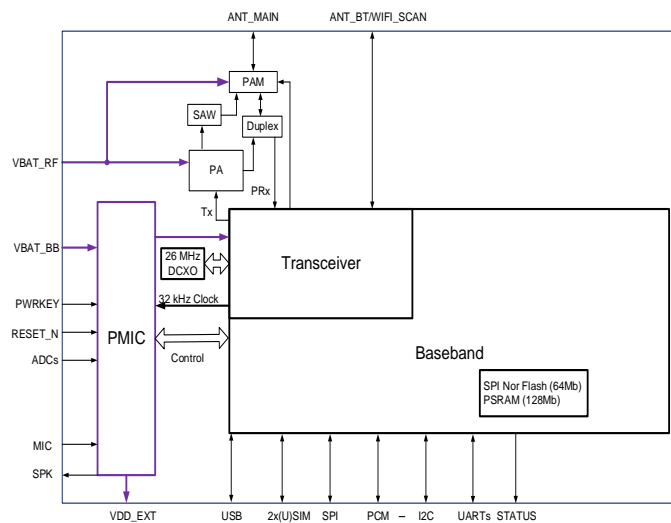 ANT_MAIN
ANT_BT/WIFI_SCAN
PAM
SAW
Duplex
VBAT_RF
PA
PRx
Tx
VBAT_BB
26 MHz
DCXO
Transceiver
PWRKEY
32 kHz Clock
RESET_N
PMIC
ADCs
Control
Baseband
SPI Nor Flash (64Mb)
PSRAM (128Mb)
MIC
SPK
VDD_EXT
USB
2x(U)SIM
SPI
PCM – I2C
UARTs
STATUS